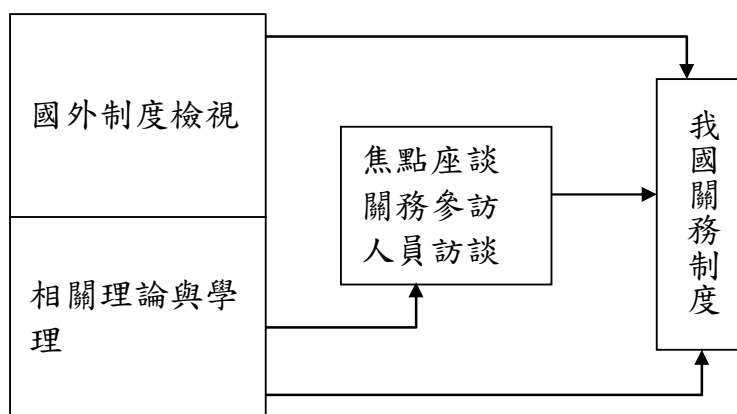 國外制度檢視
相關理論與學
理
焦點座談
關務參訪
人員訪談
我國關務制度